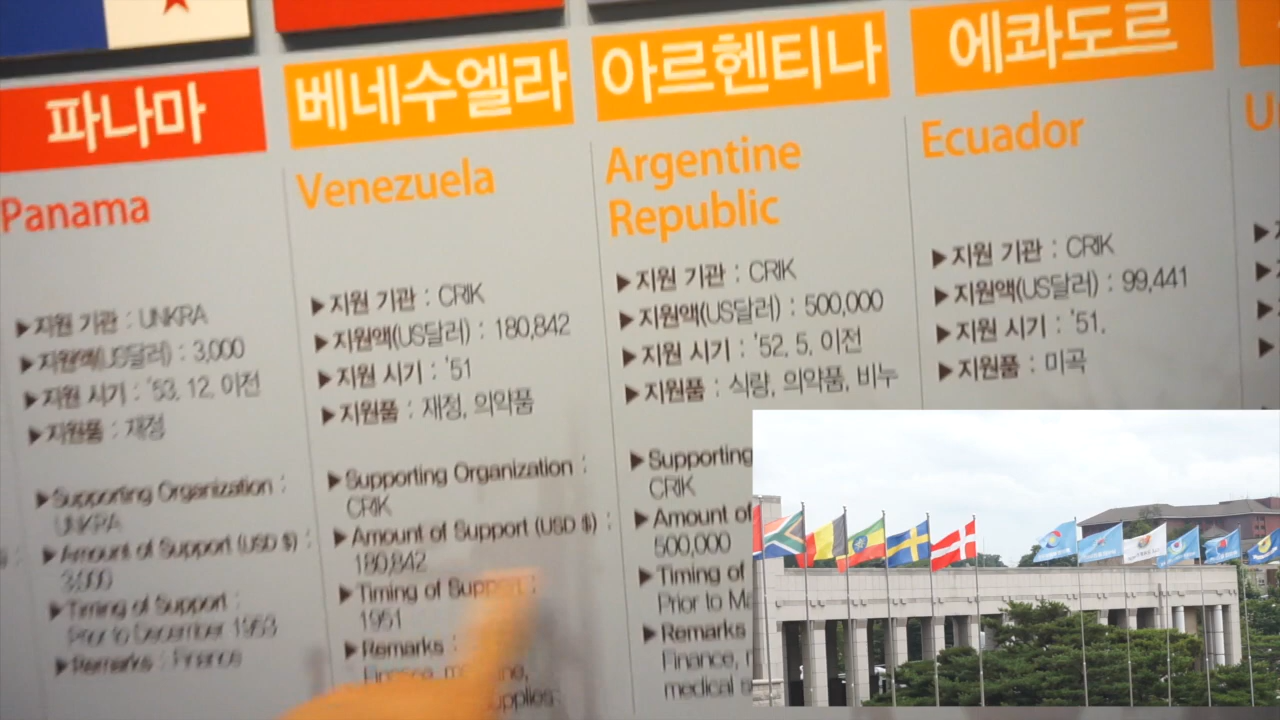 파나마
Panama
▶지원 기관 : UNKRA
▶지원액(US달러) : 3,000
▶지원 시기 : '53. 12. 이전
▶지원품 : 재정
▶Supporting Organization :
UNKRA
▶Amount of Support (USD $) :
3,000
▶Timing of Support :
Prior to December 1953
▶Remarks : Finance
베네수엘라
Venezuela
▶지원 기관 : CRIK
▶지원액(US달러) : 180,842
▶지원 시기 : '51
▶지원품 : 재정, 의약품
▶Supporting Organization :
CRIK
▶Amount of Support (USD $) :
180,842
▶Timing of Support :
1951
▶Remarks :
Finance,
아르헨티나
Argentine
Republic
▶지원 기관 : CRIK
▶지원액(US달러) : 500,000
▶지원 시기 : '52. 5. 이전
▶지원품 : 식량, 의약품, 비누
▶Supporting
CRIK
▶Amount of
500,000
▶Timing of
Prior to
▶Remarks
Finance,
medical
에콰도르
Ecuador
▶지원 기관 : CRIK
▶지원액(US달러) : 99,441
▶지원 시기 : '51.
▶지원품 : 미곡
U